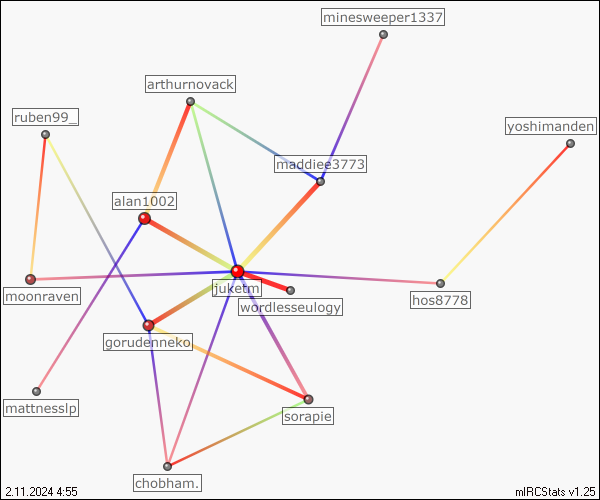 minesweeper1337
arthurnovack
ruben99_
yoshimanden
maddiee3773
alan1002
juketm
moonraven
hos8778
wordlesseulogy
gorudenneko
mattnesslp
sorapie
chobham.
2.11.2024 4:55
mIRCStats v1.25